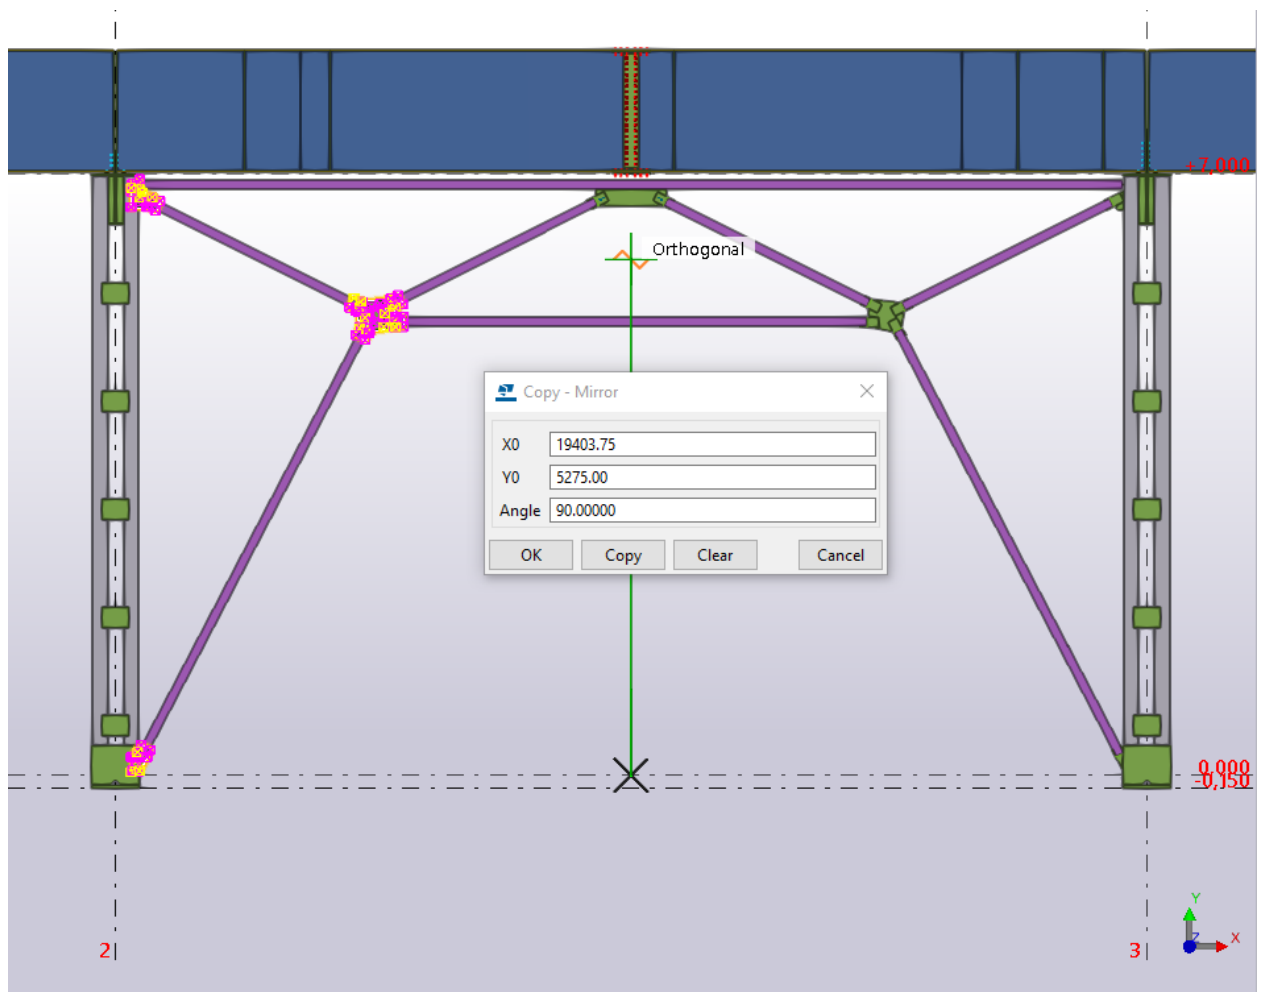 +7,000
Orthogonal
Copy - Mirror
X0 19403.75
Y0 5275.00
Angle 90.00000
OK Copy Clear Cancel
0,000
-0,150
Y
Z X
2 3